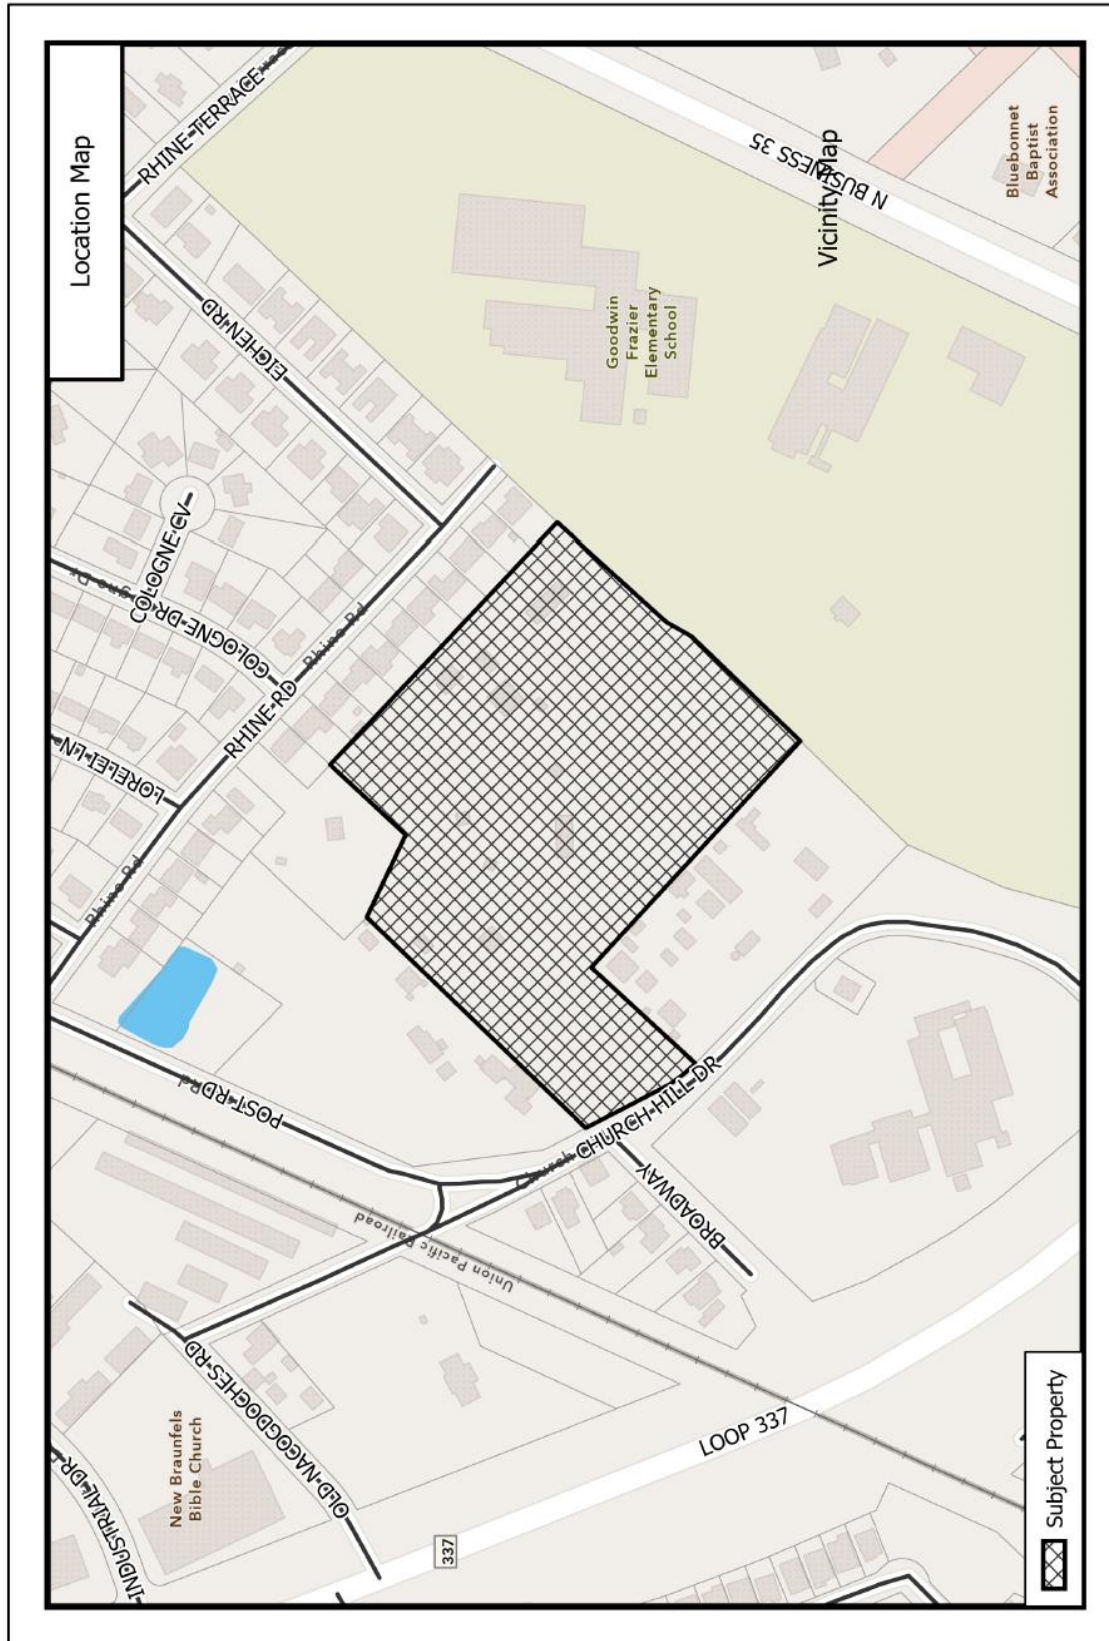 Location Map
RHINE TERRACE
EICHEN RD
COLOGNE CV
COLOGNE DR
RHINE RD
Rhine Rd
LORELEI LN
Rhine Rd
POST RD
Rd
Union Pacific Railroad
Church
CHURCH HILL DR
BROADWAY
OLD NACOGDOCHES RD
INDUSTRIAL DR
New Braunfels
Bible Church
337
LOOP 337
Goodwin
Frazier
Elementary
School
N BUSINESS 35
Vicinity Map
Bluebonnet
Baptist
Association
Subject Property